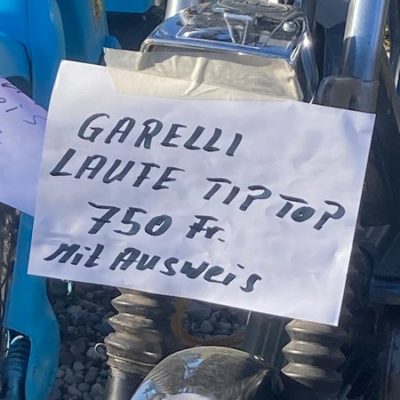 GARELLI
LAUFE TIPTOP
750 Fr.
Mit Ausweis